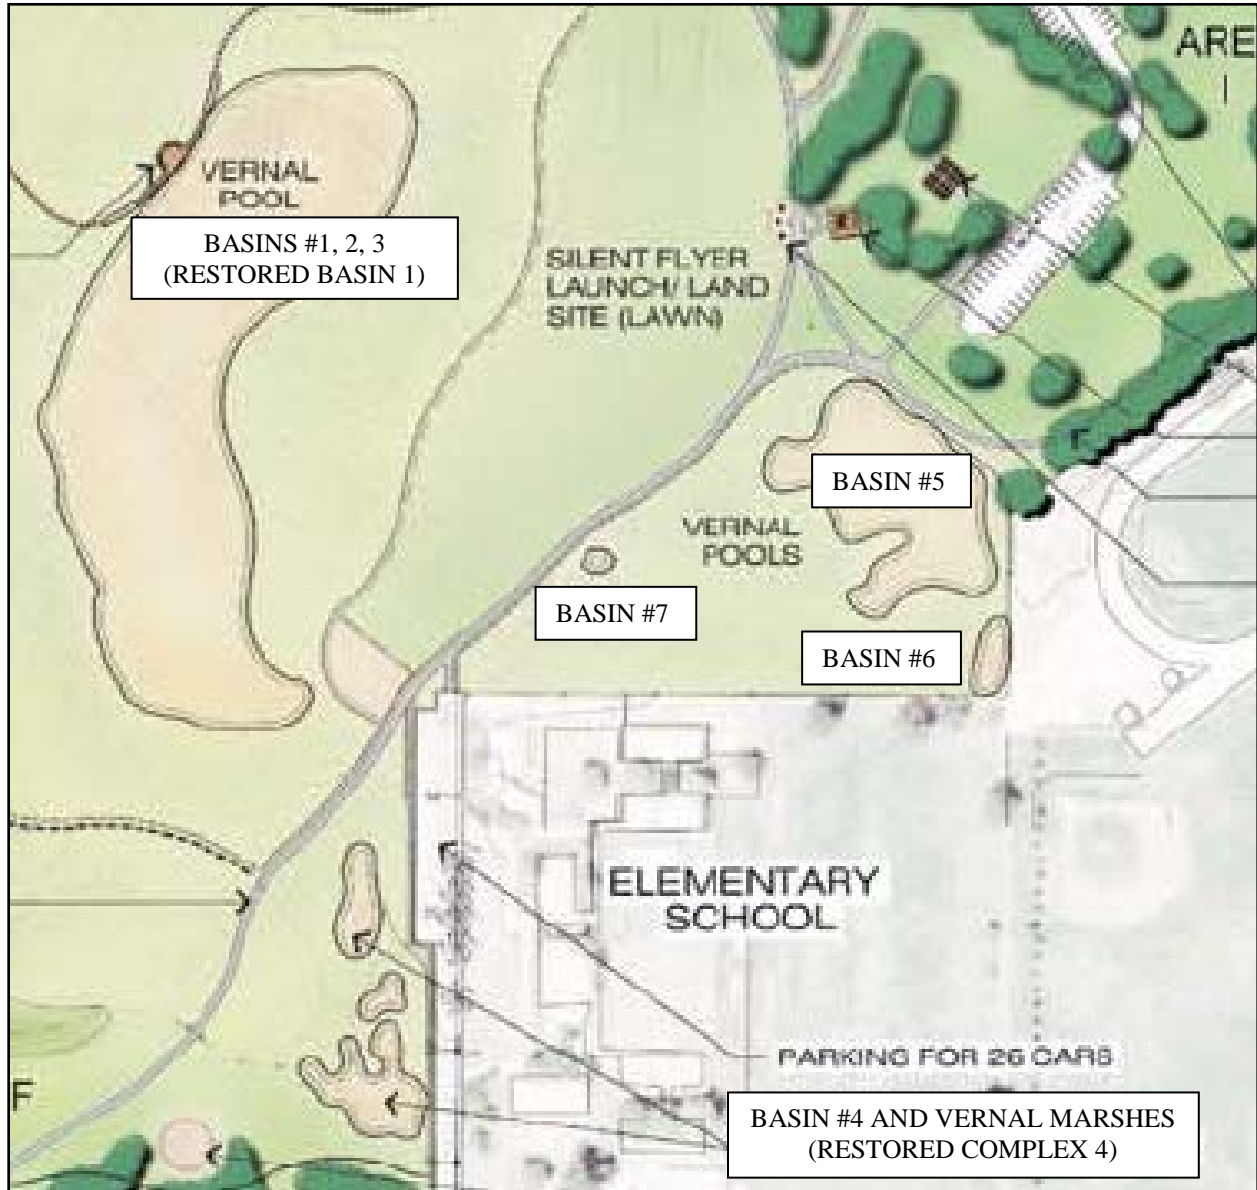 ARE
I
VERNAL
POOL
BASINS #1, 2, 3
(RESTORED BASIN 1)
SILENT FLYER
LAUNCH/ LAND
SITE (LAWN)
BASIN #5
VERNAL
POOLS
BASIN #7
BASIN #6
ELEMENTARY
SCHOOL
PARKING FOR 26 CARS
F
BASIN #4 AND VERNAL MARSHES
(RESTORED COMPLEX 4)